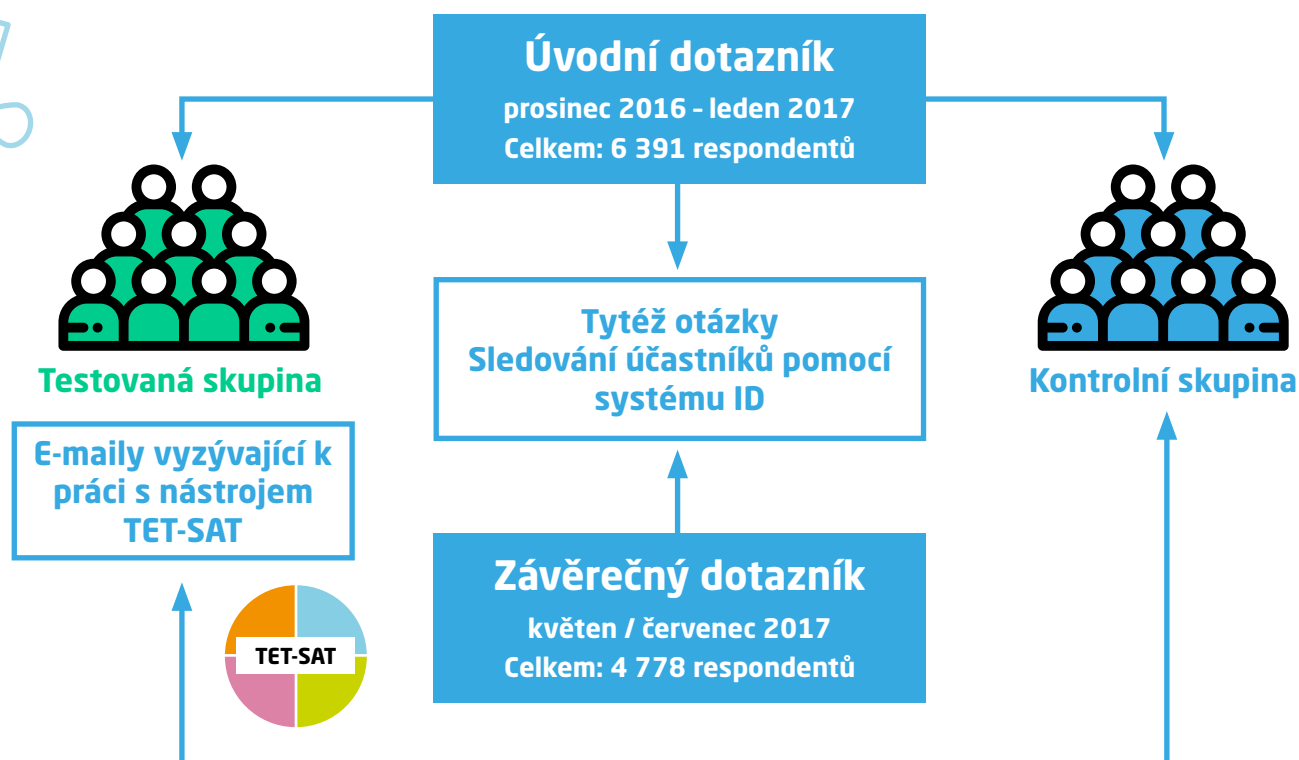 Úvodní dotazník
prosinec 2016 – leden 2017
Celkem: 6 391 respondentů
Testovaná skupina
E-maily vyzývající k
práci s nástrojem
TET-SAT
TET-SAT
Tytéž otázky
Sledování účastníků pomocí
systému ID
Kontrolní skupina
Závěrečný dotazník
květen / červenec 2017
Celkem: 4 778 respondentů